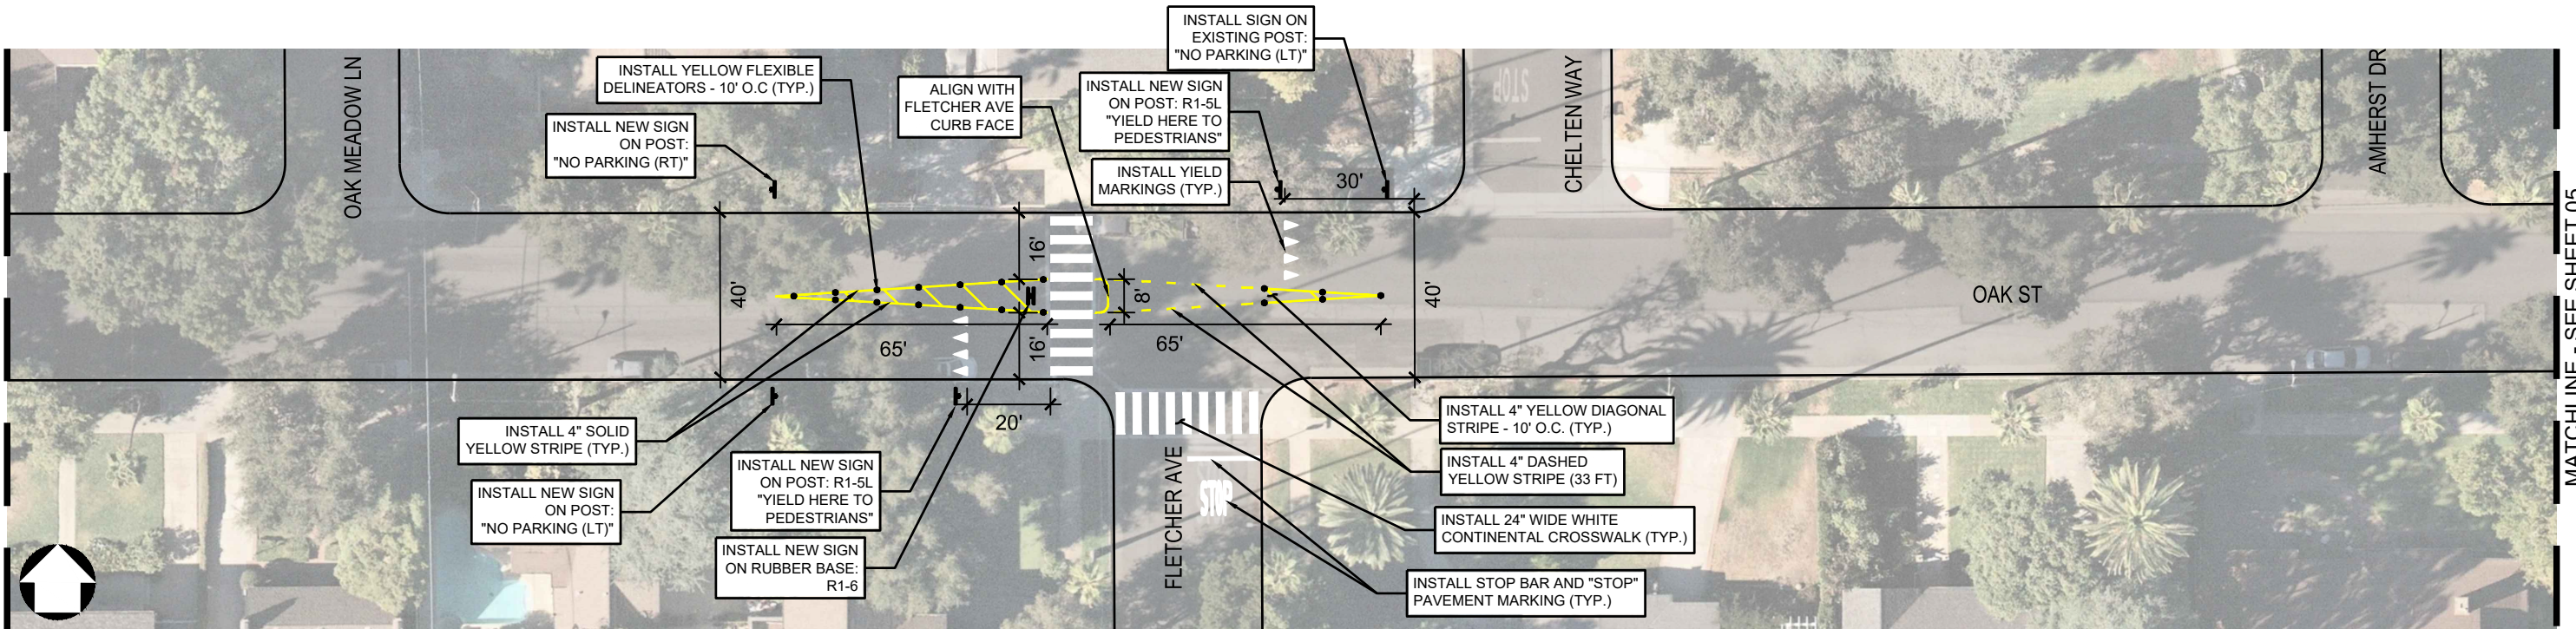 INSTALL SIGN ON
EXISTING POST:
"NO PARKING (LT)"
INSTALL YELLOW FLEXIBLE
DELINEATORS - 10' O.C (TYP.)
ALIGN WITH
FLETCHER AVE
CURB FACE
INSTALL NEW SIGN
ON POST: R1-5L
"YIELD HERE TO
PEDESTRIANS"
INSTALL NEW SIGN
ON POST:
"NO PARKING (RT)"
INSTALL YIELD
MARKINGS (TYP.)
OAK MEADOW LN
CHELTEN WAY
STOP
AMHERST DR
30'
40'
16'
16'
8'
40'
65'
65'
20'
OAK ST
MATCHLINE - SEE SHEET 05
INSTALL 4" SOLID
YELLOW STRIPE (TYP.)
INSTALL NEW SIGN
ON POST:
"NO PARKING (LT)"
INSTALL NEW SIGN
ON POST: R1-5L
"YIELD HERE TO
PEDESTRIANS"
INSTALL NEW SIGN
ON RUBBER BASE:
R1-6
FLETCHER AVE
STOP
INSTALL 4" YELLOW DIAGONAL
STRIPE - 10' O.C. (TYP.)
INSTALL 4" DASHED
YELLOW STRIPE (33 FT)
INSTALL 24" WIDE WHITE
CONTINENTAL CROSSWALK (TYP.)
INSTALL STOP BAR AND "STOP"
PAVEMENT MARKING (TYP.)